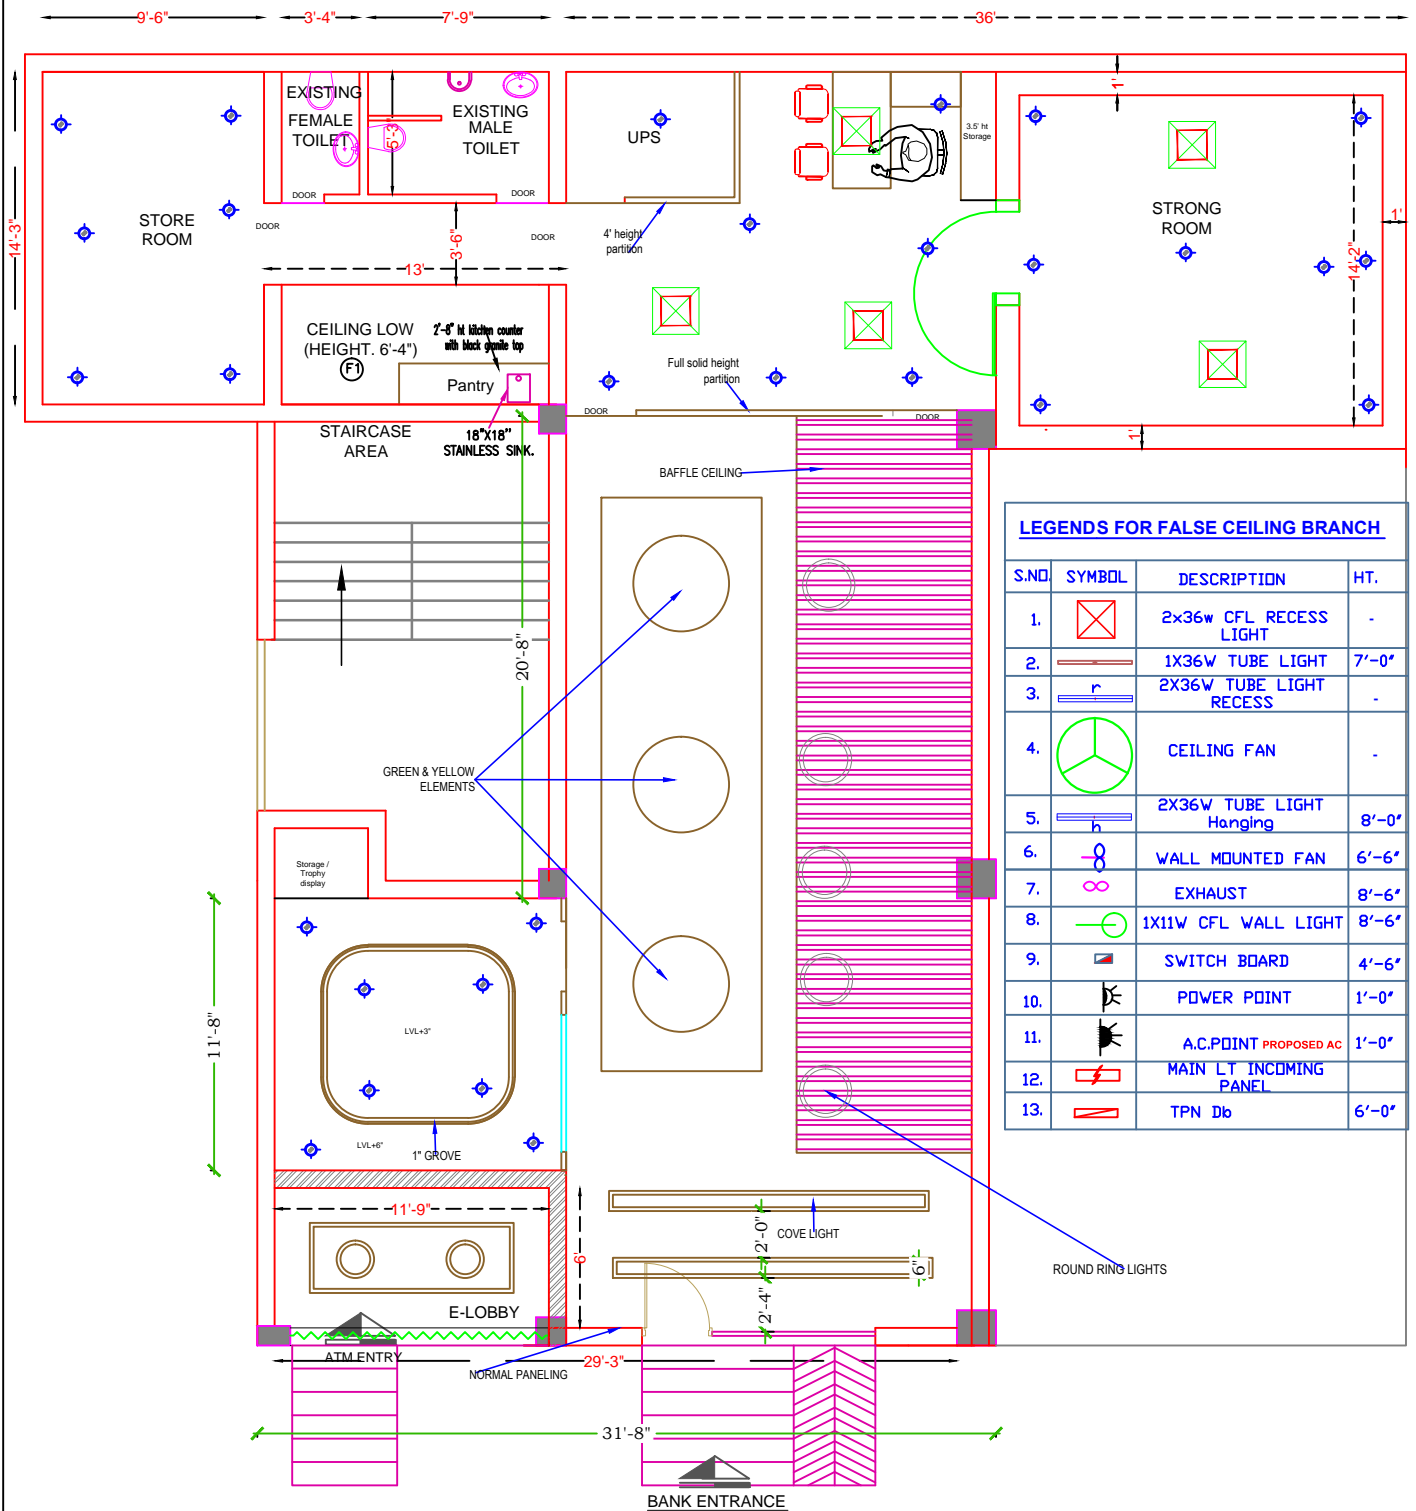 9'-6"
3'-4"
7'-9"
36'
EXISTING
FEMALE
TOILET
EXISTING
MALE
TOILET
5'-3"
UPS
3.5' ht
Storage
1'
DOOR
DOOR
STORE
ROOM
DOOR
DOOR
14'-3"
3'-6"
13'
4' height
partition
STRONG
ROOM
1'
14'-2"
CEILING LOW
(HEIGHT. 6'-4")
F1
2'-8" ht kitchen counter
with black granite top
Pantry
Full solid height
partition
DOOR
DOOR
1'
STAIRCASE
AREA
18"X18"
STAINLESS SINK.
BAFFLE CEILING
20'-8"
GREEN & YELLOW
ELEMENTS
Storage /
Trophy
display
11'-8"
LVL+3"
LVL+6"
1" GROVE
11'-9"
6'
2'-0"
COVE LIGHT
6"
2'-4"
ROUND RING LIGHTS
E-LOBBY
ATM ENTRY
NORMAL PANELING
29'-3"
31'-8"
BANK ENTRANCE
LEGENDS FOR FALSE CEILING BRANCH
S.NO. SYMBOL DESCRIPTION HT.
1. 2x36w CFL RECESS
LIGHT -
2. 1X36W TUBE LIGHT 7'-0"
3. r 2X36W TUBE LIGHT
RECESS -
4. CEILING FAN -
5. h 2X36W TUBE LIGHT
Hanging 8'-0"
6. WALL MOUNTED FAN 6'-6"
7. EXHAUST 8'-6"
8. 1X11W CFL WALL LIGHT 8'-6"
9. SWITCH BOARD 4'-6"
10. POWER POINT 1'-0"
11. A.C.POINT PROPOSED AC 1'-0"
12. MAIN LT INCOMING
PANEL
13. TPN Db 6'-0"